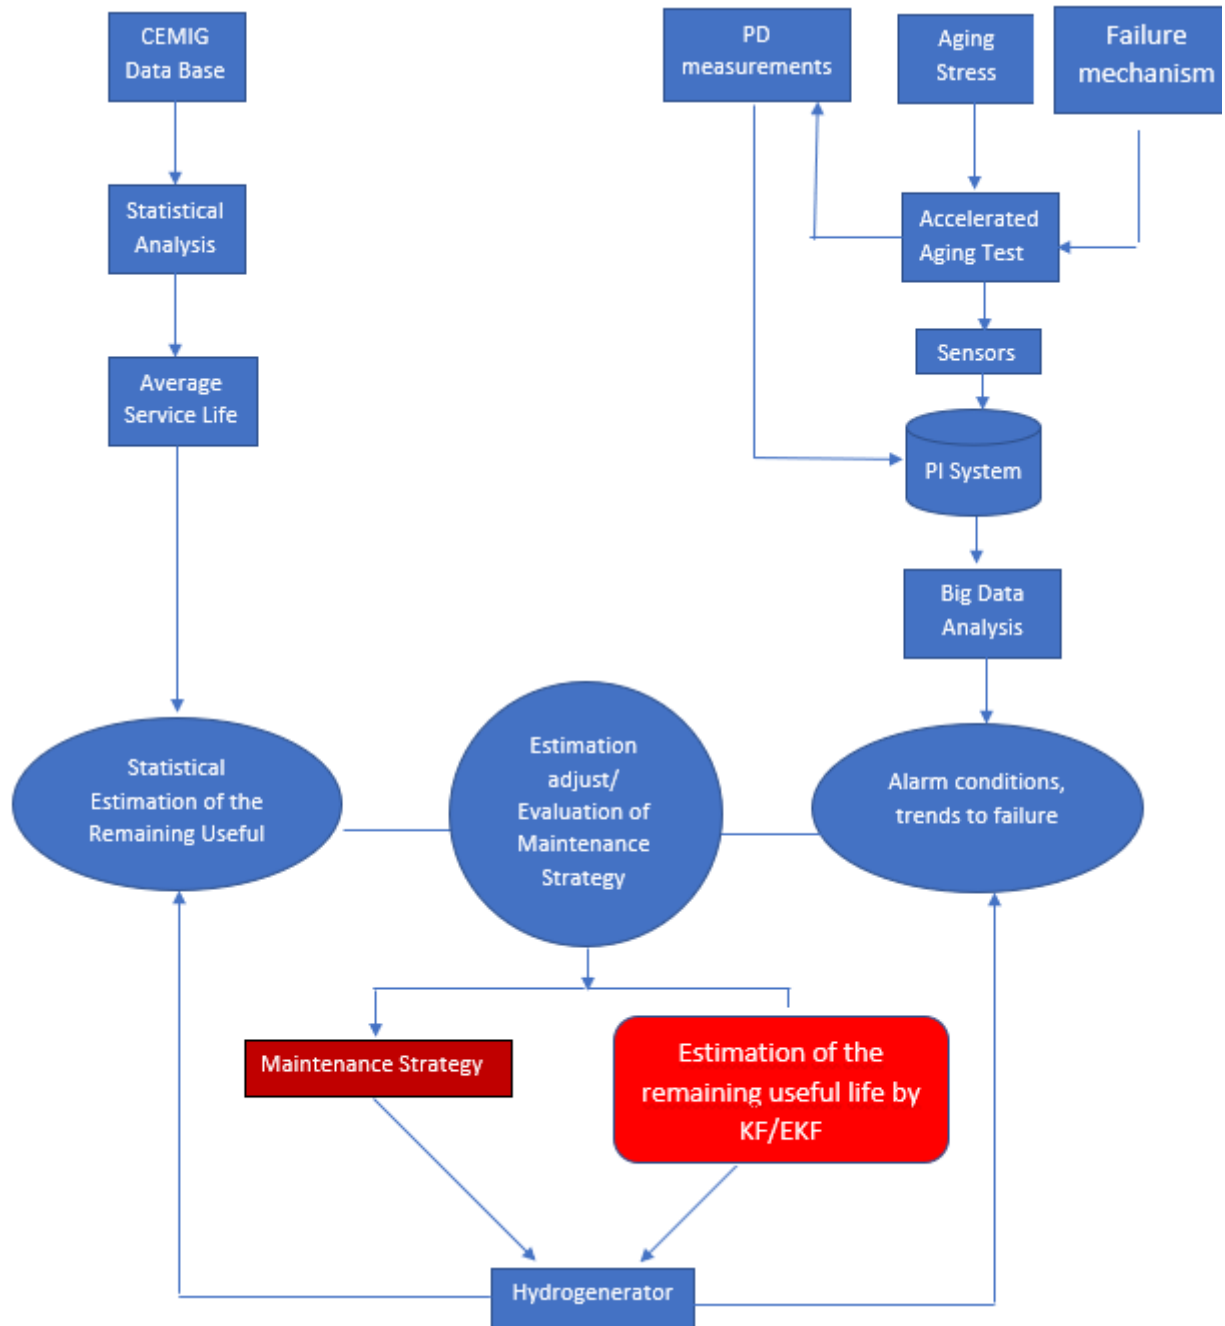 CEMIG
Data Base
PD
measurements
Aging
Stress
Failure
mechanism
Statistical
Analysis
Accelerated
Aging Test
Sensors
Average
Service Life
PI System
Big Data
Analysis
Statistical
Estimation of the
Remaining Useful
Estimation
adjust/
Evaluation of
Maintenance
Strategy
Alarm conditions,
trends to failure
Maintenance Strategy
Estimation of the
remaining useful life by
KF/EKF
Hydrogenerator